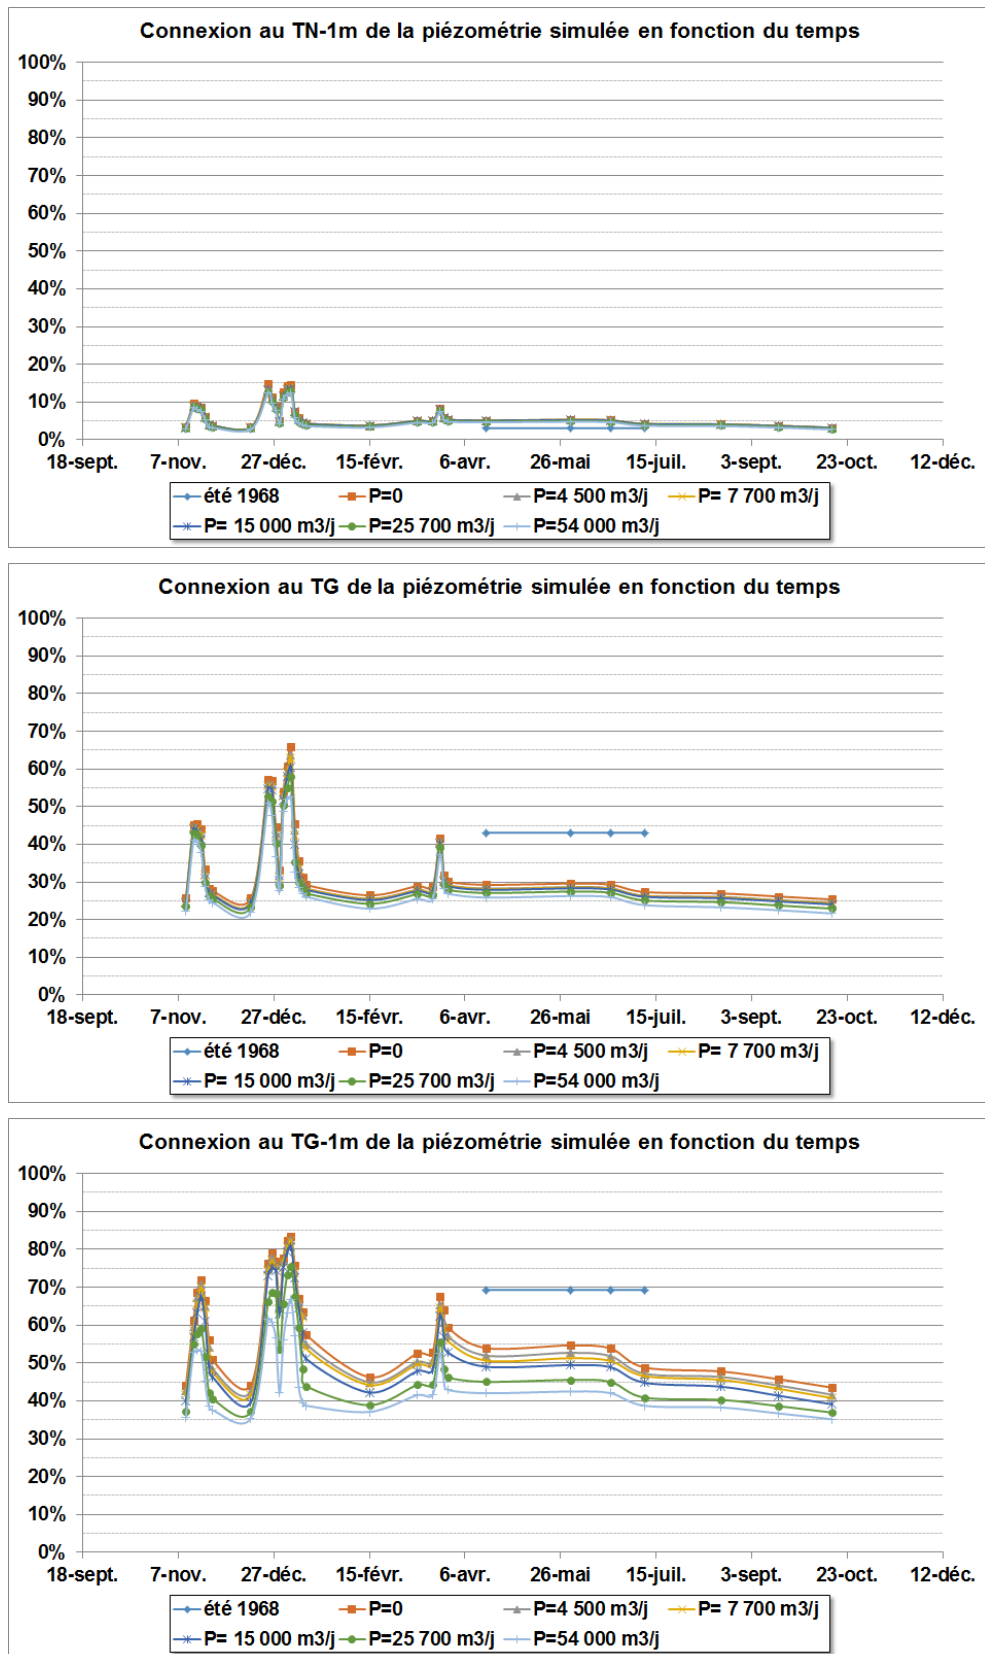 Connexion au TN-1m de la piézométrie simulée en fonction du temps
100%
90%
80%
70%
60%
50%
40%
30%
20%
10%
0%
18-sept. 7-nov. 27-déc. 15-févr. 6-avr. 26-mai 15-juil. 3-sept. 23-oct. 12-déc.
été 1968 P=0 P=4 500 m3/j P= 7 700 m3/j
P= 15 000 m3/j P=25 700 m3/j P=54 000 m3/j
Connexion au TG de la piézométrie simulée en fonction du temps
100%
90%
80%
70%
60%
50%
40%
30%
20%
10%
0%
18-sept. 7-nov. 27-déc. 15-févr. 6-avr. 26-mai 15-juil. 3-sept. 23-oct. 12-déc.
été 1968 P=0 P=4 500 m3/j P= 7 700 m3/j
P= 15 000 m3/j P=25 700 m3/j P=54 000 m3/j
Connexion au TG-1m de la piézométrie simulée en fonction du temps
100%
90%
80%
70%
60%
50%
40%
30%
20%
10%
0%
18-sept. 7-nov. 27-déc. 15-févr. 6-avr. 26-mai 15-juil. 3-sept. 23-oct. 12-déc.
été 1968 P=0 P=4 500 m3/j P= 7 700 m3/j
P= 15 000 m3/j P=25 700 m3/j P=54 000 m3/j